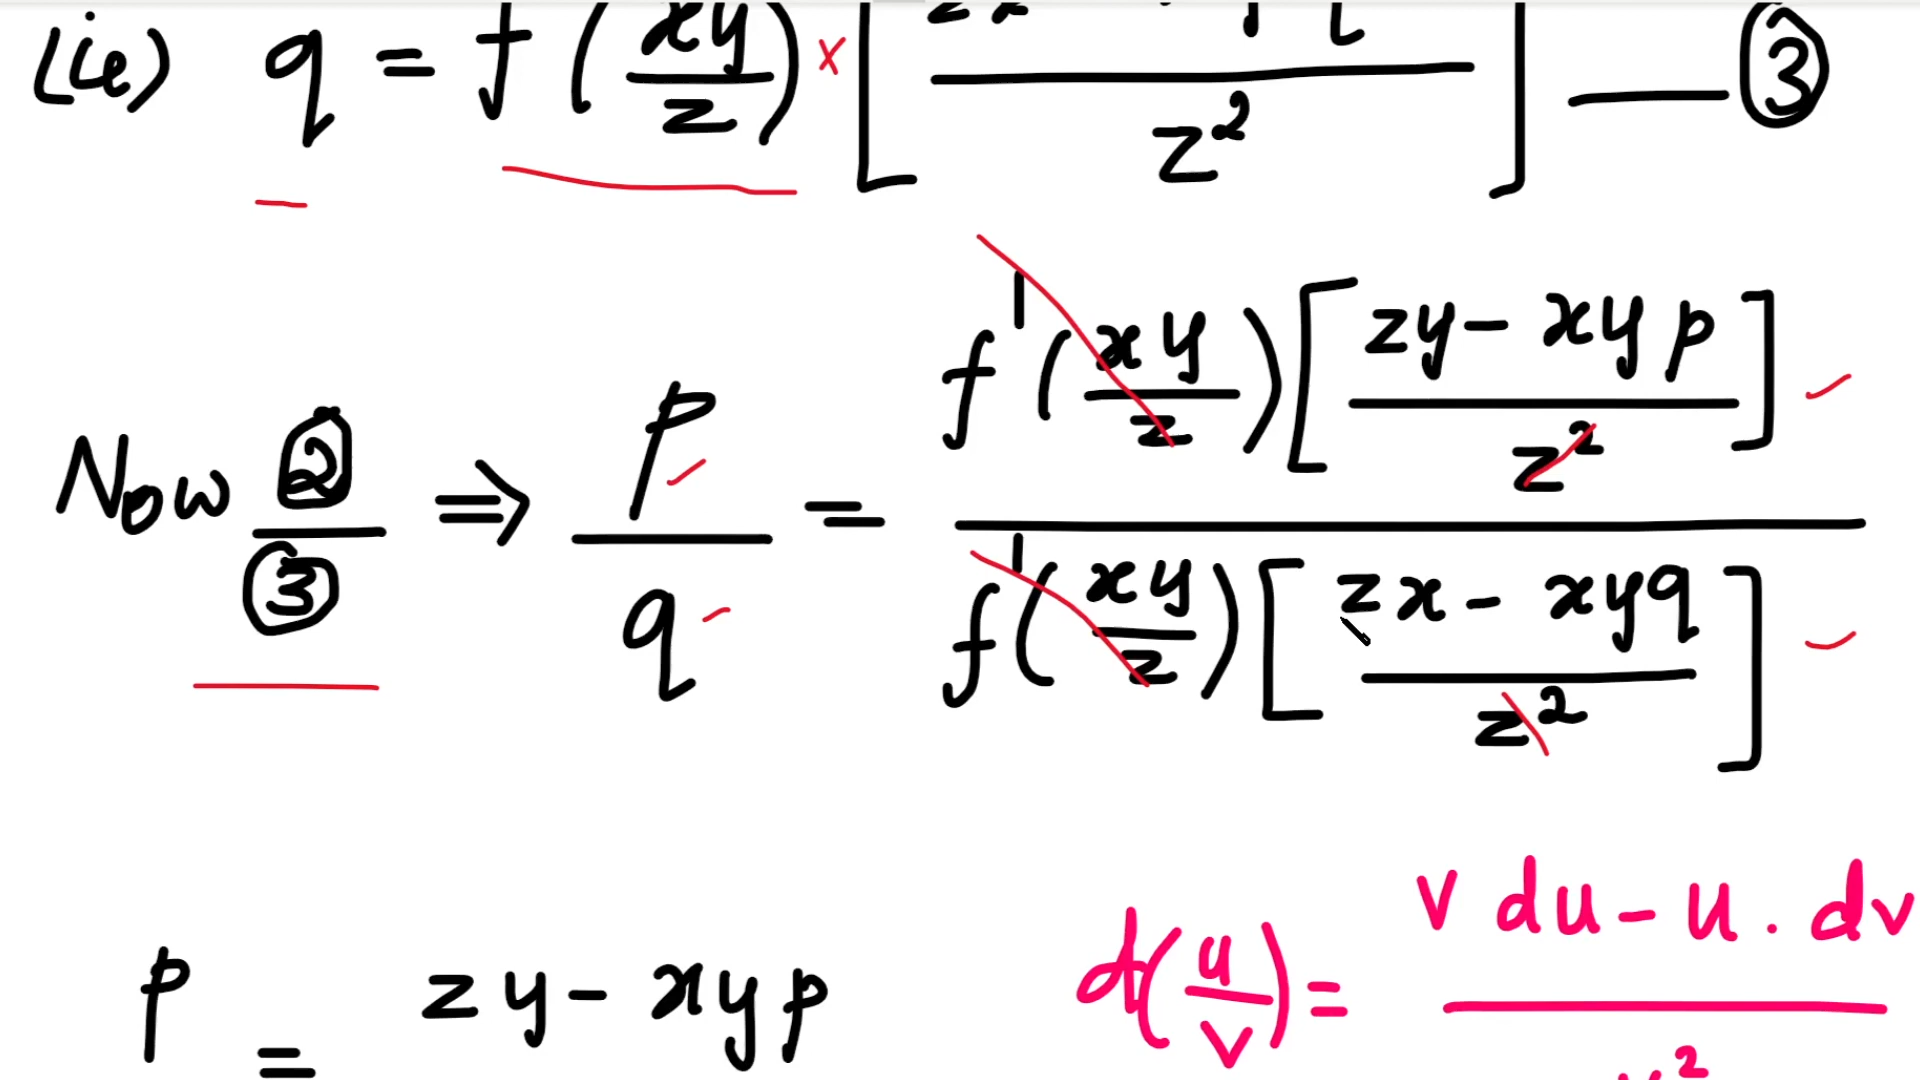 (ie) q = f(xy/z) × [ / z²] — ③
Now ②/③ ⇒ p/q = f'(xy/z) [zy - xyp / z²] / f'(xy/z) [zx - xyq / z²]
p = zy - xyp
d(u/v) = v du - u . dv